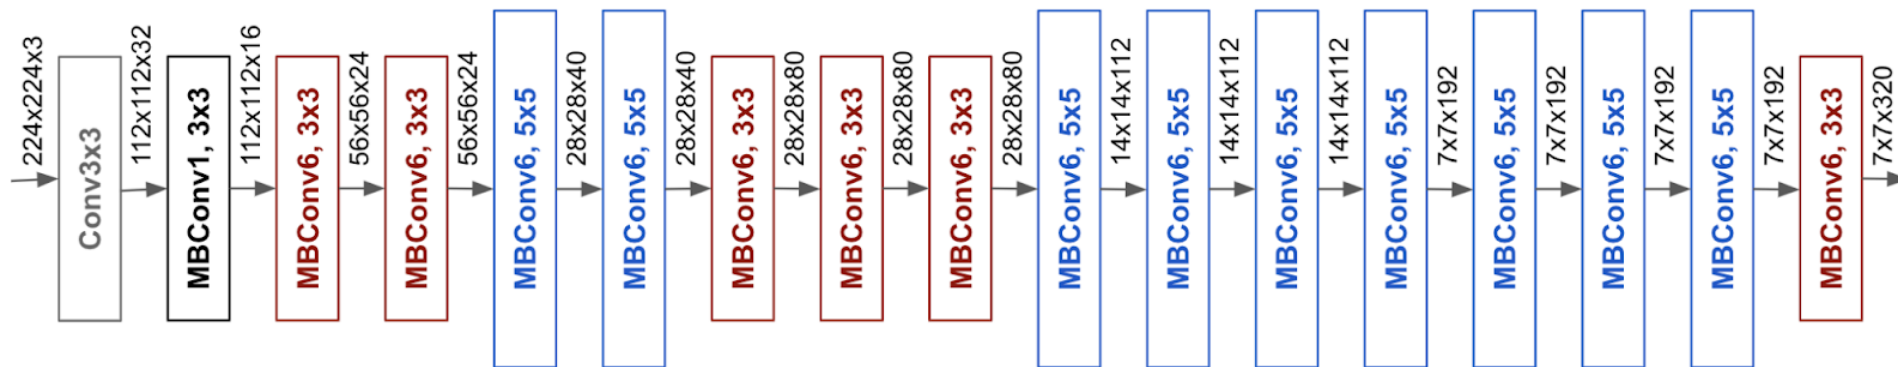 224x224x3
Conv3x3
112x112x32
MBConv1, 3x3
112x112x16
MBConv6, 3x3
56x56x24
MBConv6, 3x3
56x56x24
MBConv6, 5x5
28x28x40
MBConv6, 5x5
28x28x40
MBConv6, 3x3
28x28x80
MBConv6, 3x3
28x28x80
MBConv6, 3x3
28x28x80
MBConv6, 5x5
14x14x112
MBConv6, 5x5
14x14x112
MBConv6, 5x5
14x14x112
MBConv6, 5x5
7x7x192
MBConv6, 5x5
7x7x192
MBConv6, 5x5
7x7x192
MBConv6, 5x5
7x7x192
MBConv6, 3x3
7x7x320